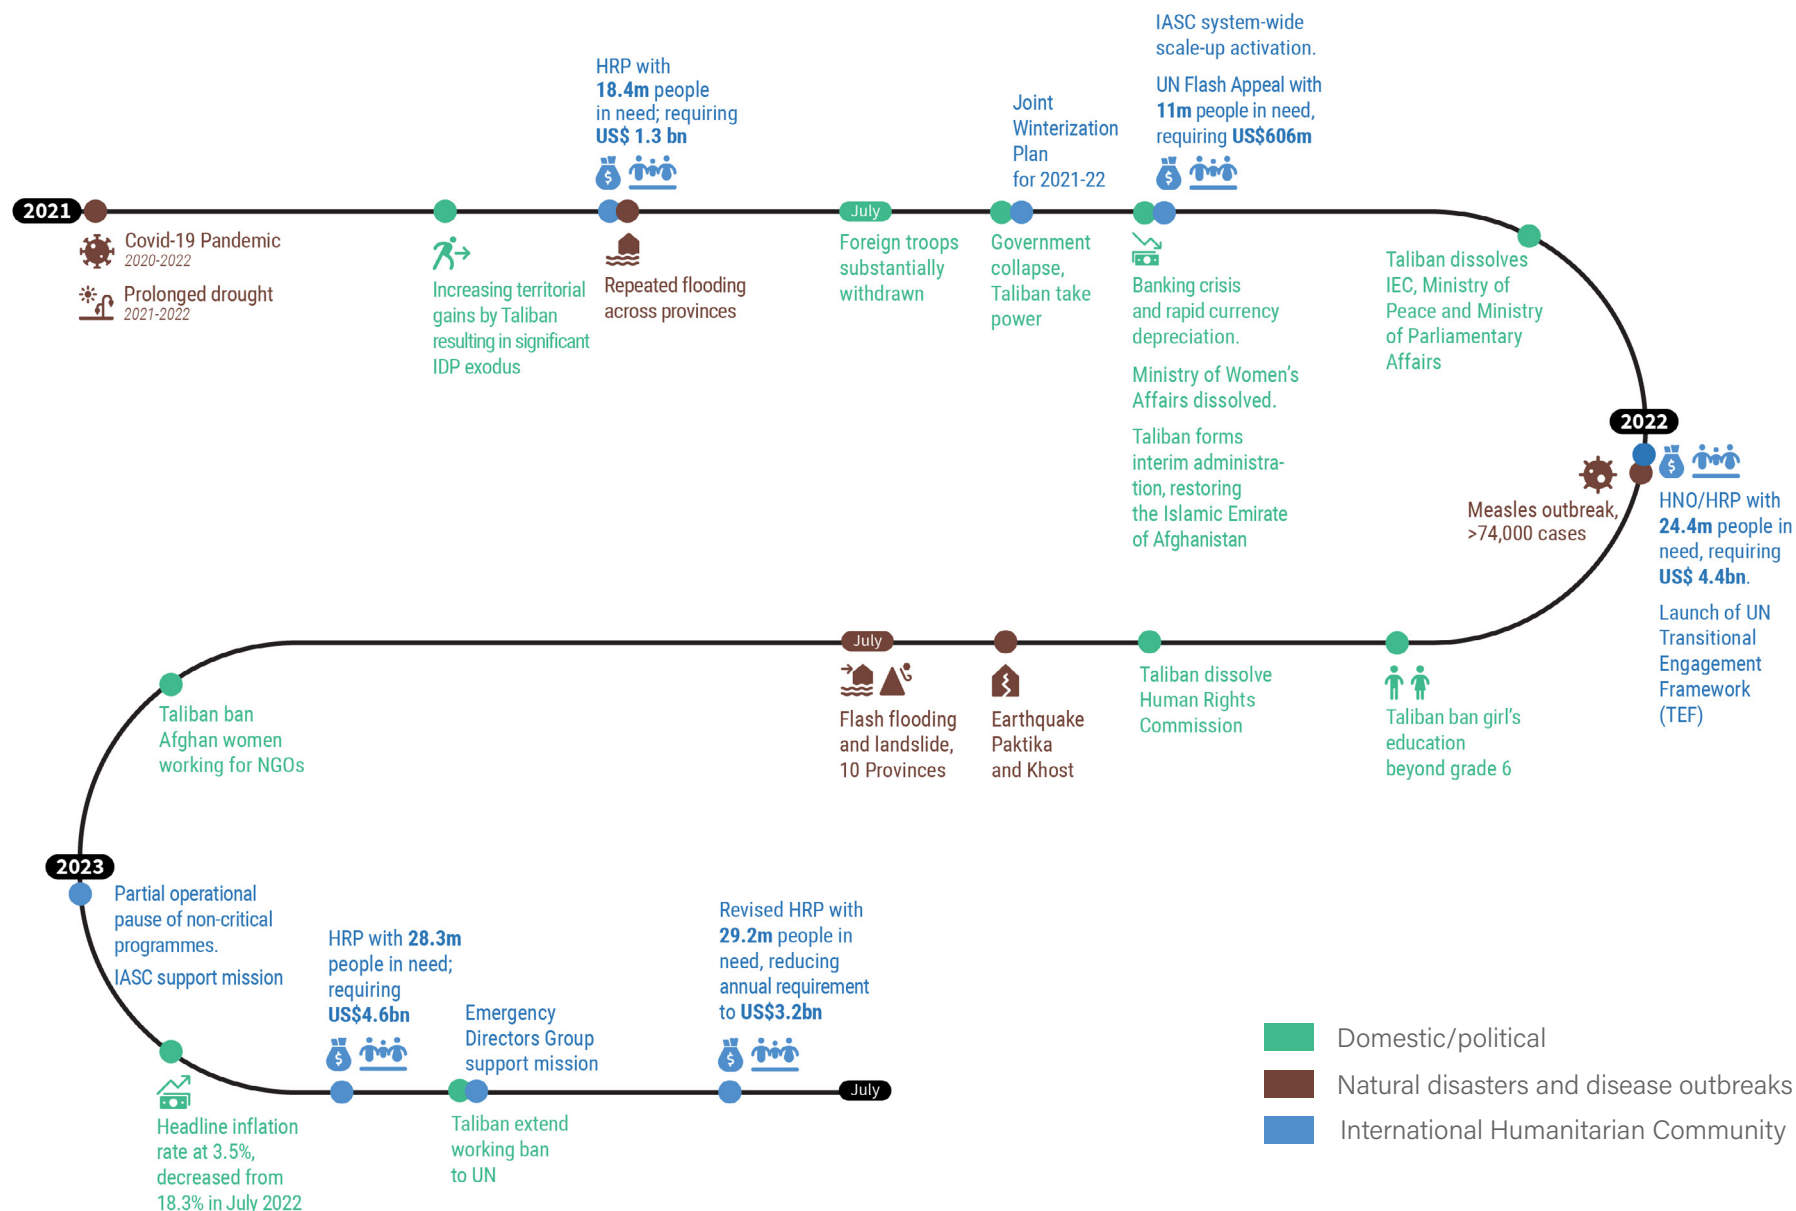 IASC system-wide
scale-up activation.
UN Flash Appeal with
11m people in need,
requiring US$606m
HRP with
18.4m people
in need; requiring
US$ 1.3 bn
Joint
Winterization
Plan
for 2021-22
2021
Covid-19 Pandemic
2020-2022
Prolonged drought
2021-2022
Increasing territorial
gains by Taliban
resulting in significant
IDP exodus
Repeated flooding
across provinces
July
Foreign troops
substantially
withdrawn
Government
collapse,
Taliban take
power
Banking crisis
and rapid currency
depreciation.
Ministry of Women's
Affairs dissolved.
Taliban forms
interim administra-
tion, restoring
the Islamic Emirate
of Afghanistan
Taliban dissolves
IEC, Ministry of
Peace and Ministry
of Parliamentary
Affairs
2022
Measles outbreak,
>74,000 cases
HNO/HRP with
24.4m people in
need, requiring
US$ 4.4bn.
Launch of UN
Transitional
Engagement
Framework
(TEF)
Taliban ban girl's
education
beyond grade 6
Taliban dissolve
Human Rights
Commission
Earthquake
Paktika
and Khost
July
Flash flooding
and landslide,
10 Provinces
Taliban ban
Afghan women
working for NGOs
2023
Partial operational
pause of non-critical
programmes.
IASC support mission
Headline inflation
rate at 3.5%,
decreased from
18.3% in July 2022
HRP with 28.3m
people in need;
requiring
US$4.6bn
Emergency
Directors Group
support mission
Taliban extend
working ban
to UN
Revised HRP with
29.2m people in
need, reducing
annual requirement
to US$3.2bn
July
Domestic/political
Natural disasters and disease outbreaks
International Humanitarian Community